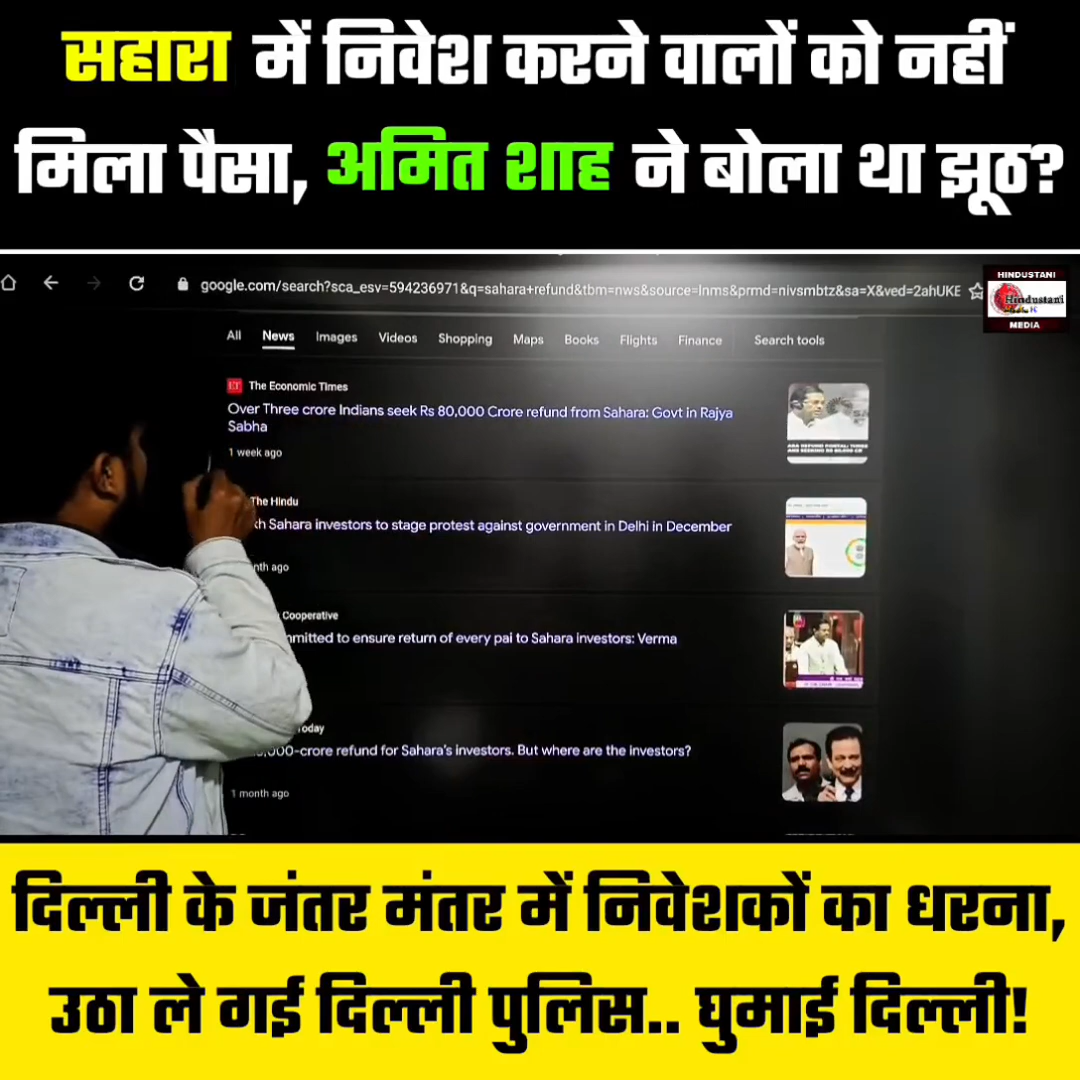 सहारा में निवेश करने वालों को नहीं
मिला पैसा, अमित शाह ने बोला था झूठ?
google.com/search?sca_esv=594236971&q=sahara+refund&tbm=nws&source=lnms&prmd=nivsmbtz&sa=X&ved=2ahUKE
HINDUSTANI
Hindustani
MEDIA
All News Images Videos Shopping Maps Books Flights Finance Search tools
ET The Economic Times
Over Three crore Indians seek Rs 80,000 Crore refund from Sahara: Govt in Rajya
Sabha
1 week ago
The Hindu
Sahara investors to stage protest against government in Delhi in December
ago
Cooperative
to ensure return of every pai to Sahara investors: Verma
-crore refund for Sahara's investors. But where are the investors?
1 month ago
दिल्ली के जंतर मंतर में निवेशकों का धरना,
उठा ले गई दिल्ली पुलिस.. घुमाई दिल्ली!